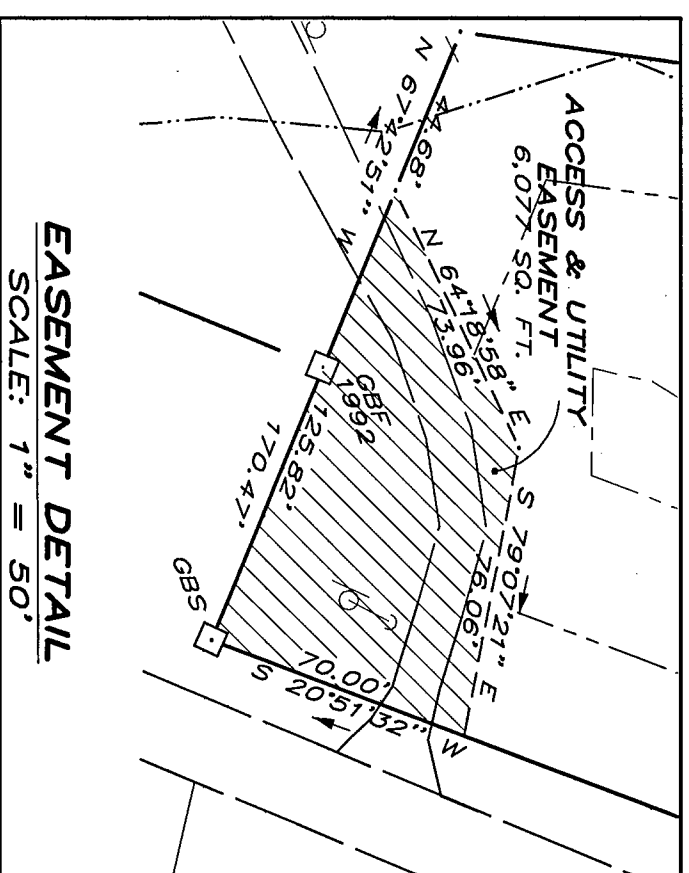 ACCESS & UTILITY
EASEMENT
6,077 SQ. FT.
44.68'
N 67°42'51" W
N 64°18'58" E
73.96'
S 79°07'21" E
76.06'
GBF
1992
125.82'
170.47'
GBS
70.00'
S 20°51'32" W
EASEMENT DETAIL
SCALE: 1" = 50'